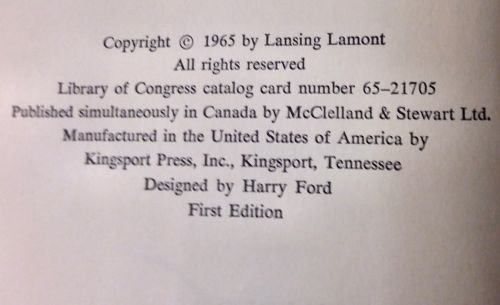 Copyright © 1965 by Lansing Lamont
All rights reserved
Library of Congress catalog card number 65–21705
Published simultaneously in Canada by McClelland & Stewart Ltd.
Manufactured in the United States of America by
Kingsport Press, Inc., Kingsport, Tennessee
Designed by Harry Ford
First Edition